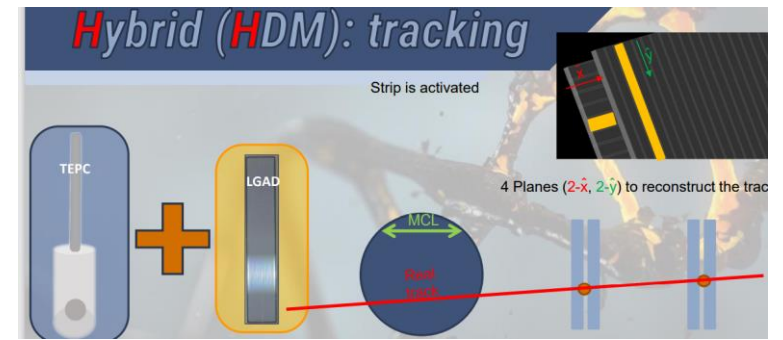 Hybrid (HDM): tracking
Strip is activated
x̂
ŷ
TEPC
LGAD
4 Planes (2-x̂, 2-ŷ) to reconstruct the trac
MCL
Real
track